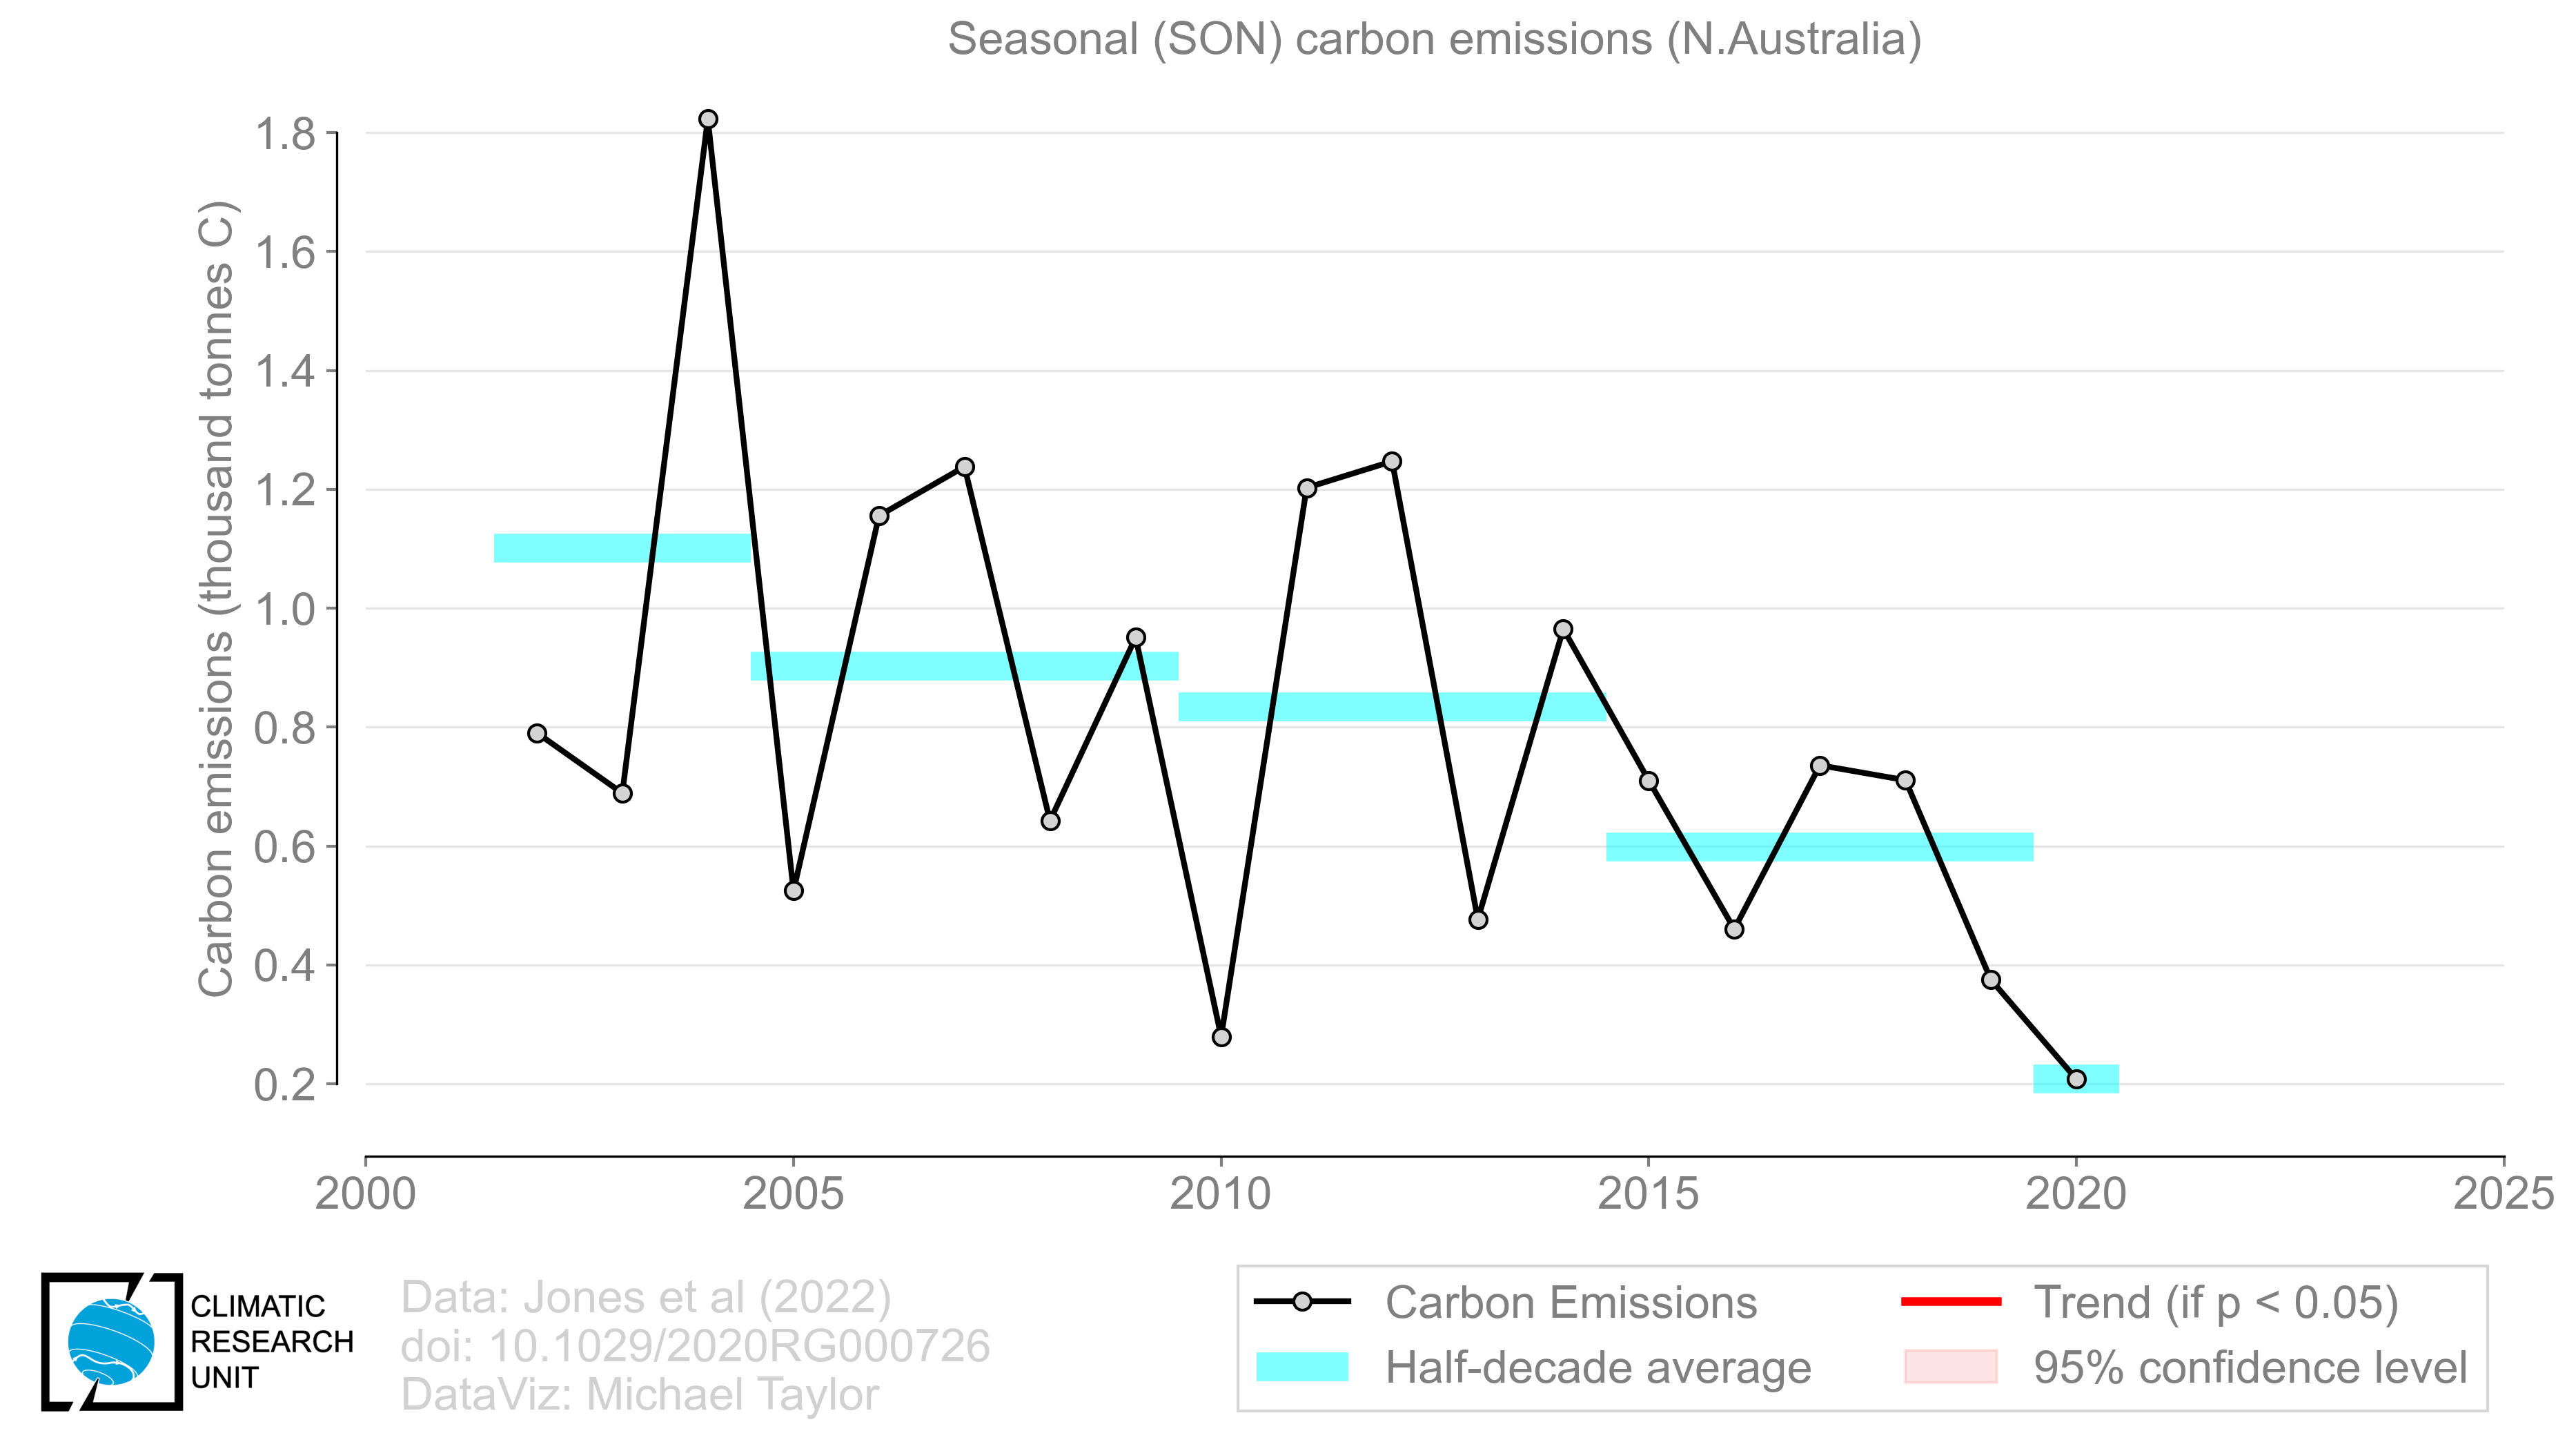 Seasonal (SON) carbon emissions (N.Australia)
Carbon emissions (thousand tonnes C)
1.8
1.6
1.4
1.2
1.0
0.8
0.6
0.4
0.2
2000 2005 2010 2015 2020 2025
CLIMATIC
RESEARCH
UNIT
Data: Jones et al (2022)
doi: 10.1029/2020RG000726
DataViz: Michael Taylor
Carbon Emissions
Half-decade average
Trend (if p < 0.05)
95% confidence level